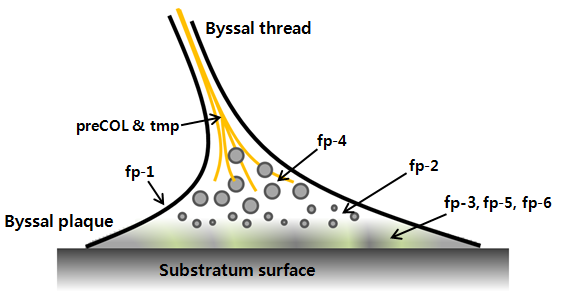 Byssal thread
preCOL & tmp
fp-4
fp-1
fp-2
fp-3, fp-5, fp-6
Byssal plaque
Substratum surface